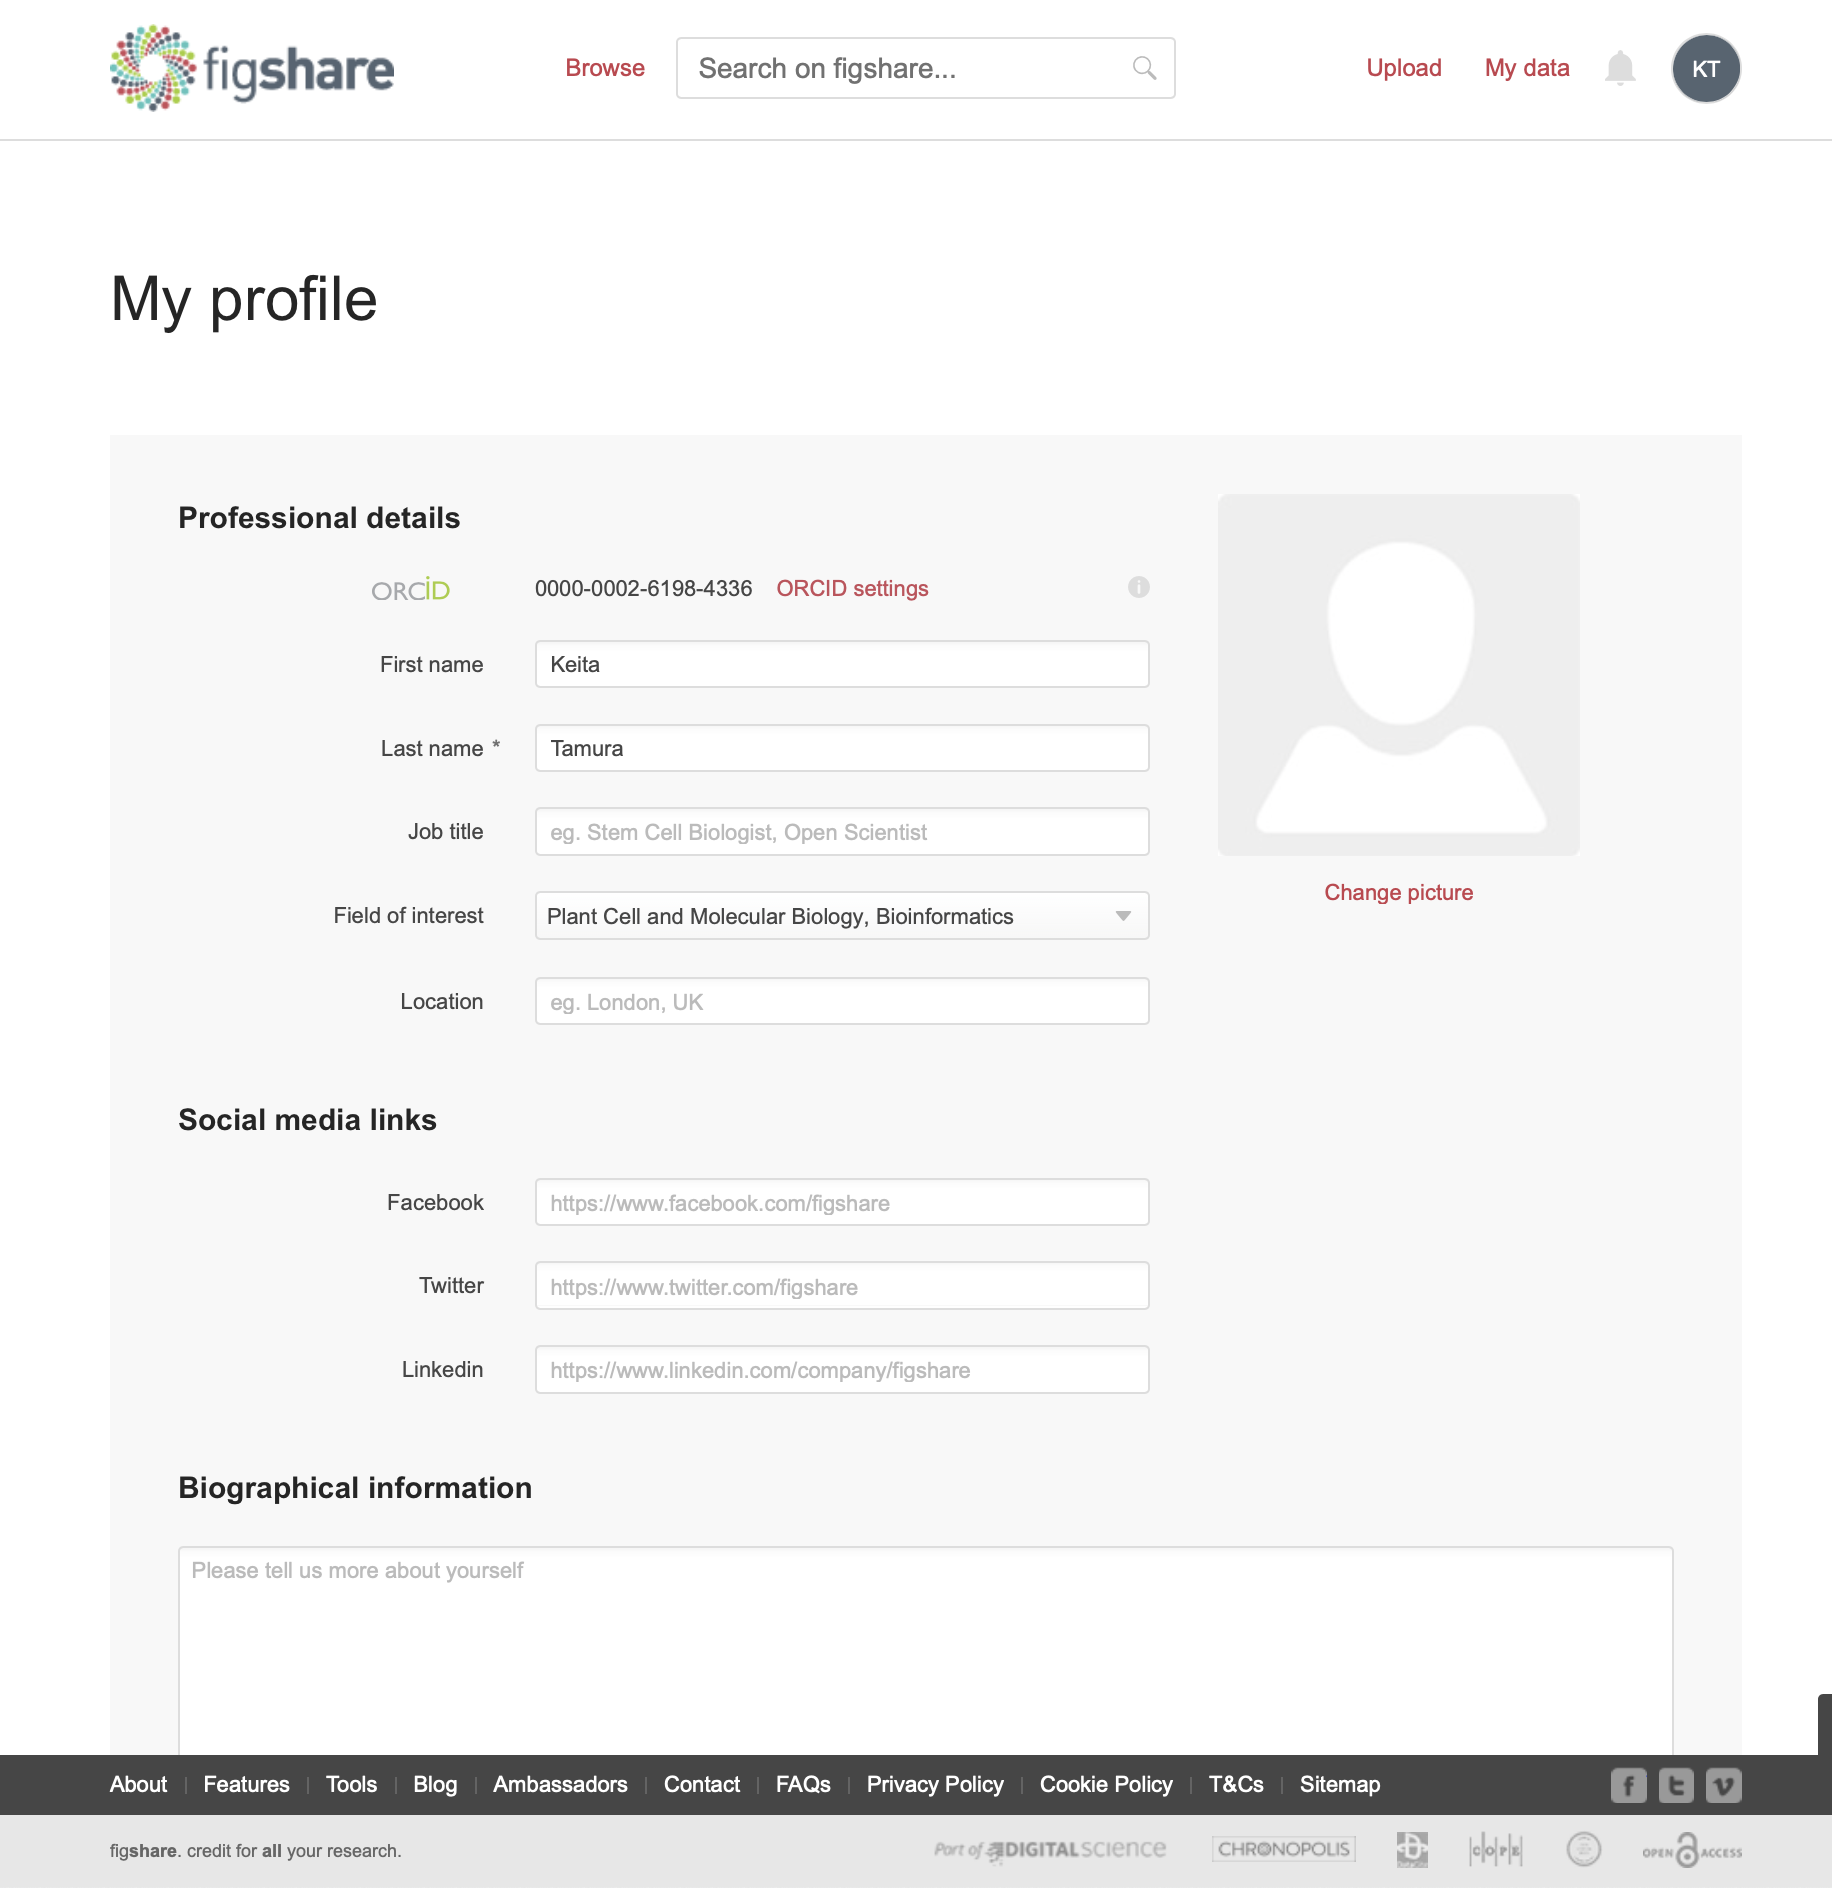 figshare
Browse
Search on figshare...
Upload
My data
KT
My profile
Professional details
ORCID
0000-0002-6198-4336
ORCID settings
First name
Keita
Last name *
Tamura
Job title
eg. Stem Cell Biologist, Open Scientist
Field of interest
Plant Cell and Molecular Biology, Bioinformatics
Location
eg. London, UK
Change picture
Social media links
Facebook
https://www.facebook.com/figshare
Twitter
https://www.twitter.com/figshare
Linkedin
https://www.linkedin.com/company/figshare
Biographical information
Please tell us more about yourself
About | Features | Tools | Blog | Ambassadors | Contact | FAQs | Privacy Policy | Cookie Policy | T&Cs | Sitemap
figshare. credit for all your research.
Part of DIGITALscience
CHRONOPOLIS
COPE
OPEN ACCESS